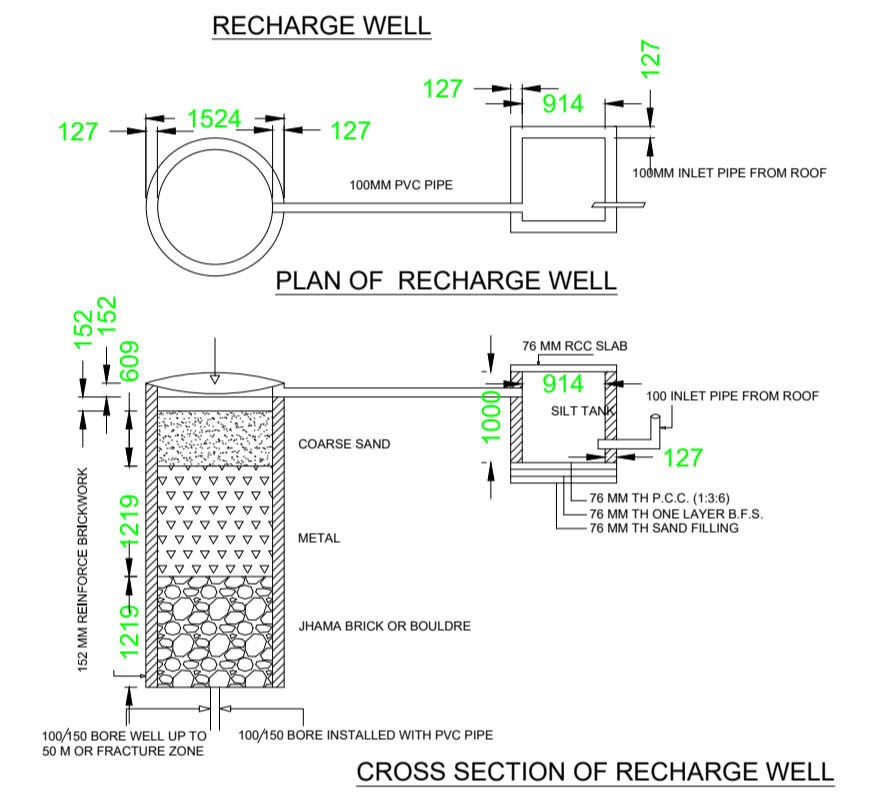 RECHARGE WELL
127
1524
127
127
914
127
100MM PVC PIPE
100MM INLET PIPE FROM ROOF
PLAN OF RECHARGE WELL
152
152
609
76 MM RCC SLAB
914
1000
SILT TANK
100 INLET PIPE FROM ROOF
COARSE SAND
127
152 MM REINFORCE BRICKWORK
1219
76 MM TH P.C.C. (1:3:6)
76 MM TH ONE LAYER B.F.S.
76 MM TH SAND FILLING
METAL
1219
JHAMA BRICK OR BOULDRE
100/150 BORE WELL UP TO
50 M OR FRACTURE ZONE
100/150 BORE INSTALLED WITH PVC PIPE
CROSS SECTION OF RECHARGE WELL